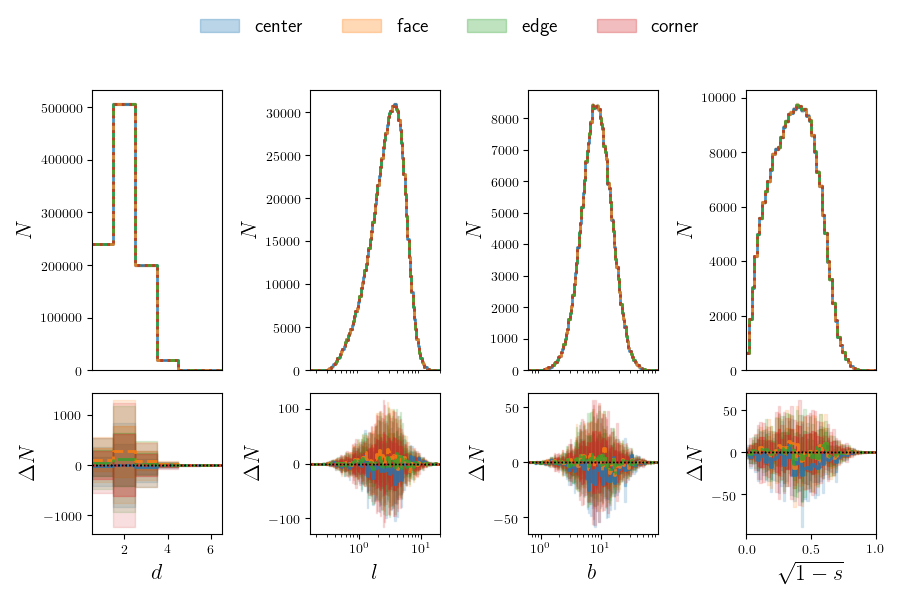 center face edge corner
N
500000
400000
300000
200000
100000
0
N
30000
25000
20000
15000
10000
5000
0
N
8000
7000
6000
5000
4000
3000
2000
1000
0
N
10000
8000
6000
4000
2000
0
ΔN
1000
0
−1000
2 4 6
d
ΔN
100
0
−100
10^0 10^1
l
ΔN
50
0
−50
10^0 10^1
b
ΔN
50
0
−50
0.0 0.5 1.0
√1 − s